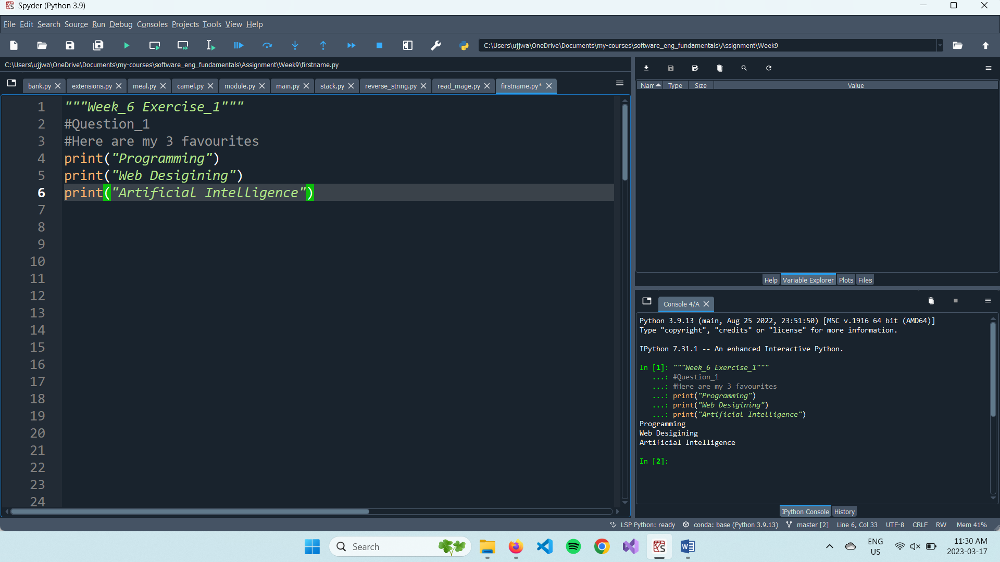 Spyder (Python 3.9)
File Edit Search Source Run Debug Consoles Projects Tools View Help
C:\Users\ujjwa\OneDrive\Documents\my-courses\software_eng_fundamentals\Assignment\Week9
C:\Users\ujjwa\OneDrive\Documents\my-courses\software_eng_fundamentals\Assignment\Week9\firstname.py
bank.py extensions.py meal.py camel.py module.py main.py stack.py reverse_string.py read_mage.py firstname.py*
1 """Week_6 Exercise_1"""
2 #Question_1
3 #Here are my 3 favourites
4 print("Programming")
5 print("Web Desigining")
6 print("Artificial Intelligence")
7
8
9
10
11
12
13
14
15
16
17
18
19
20
21
22
23
24
Nam Type Size Value
Help Variable Explorer Plots Files
Console 4/A
Python 3.9.13 (main, Aug 25 2022, 23:51:50) [MSC v.1916 64 bit (AMD64)]
Type "copyright", "credits" or "license" for more information.
IPython 7.31.1 -- An enhanced Interactive Python.
In [1]: """Week_6 Exercise_1"""
...: #Question_1
...: #Here are my 3 favourites
...: print("Programming")
...: print("Web Desigining")
...: print("Artificial Intelligence")
Programming
Web Desigining
Artificial Intelligence
In [2]:
IPython Console History
LSP Python: ready conda: base (Python 3.9.13) master [2] Line 6, Col 33 UTF-8 CRLF RW Mem 41%
Search
ENG
US
11:30 AM
2023-03-17